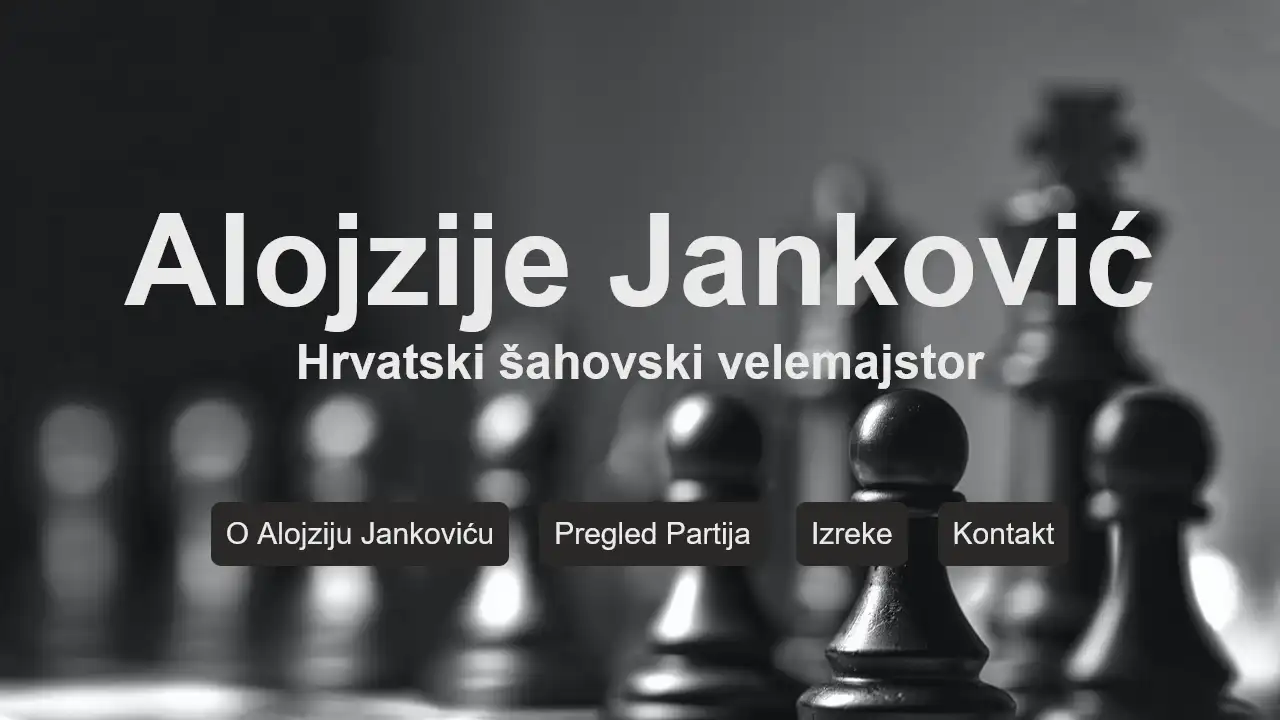 Alojzije Janković
Hrvatski šahovski velemajstor
O Alojziju Jankoviću
Pregled Partija
Izreke
Kontakt